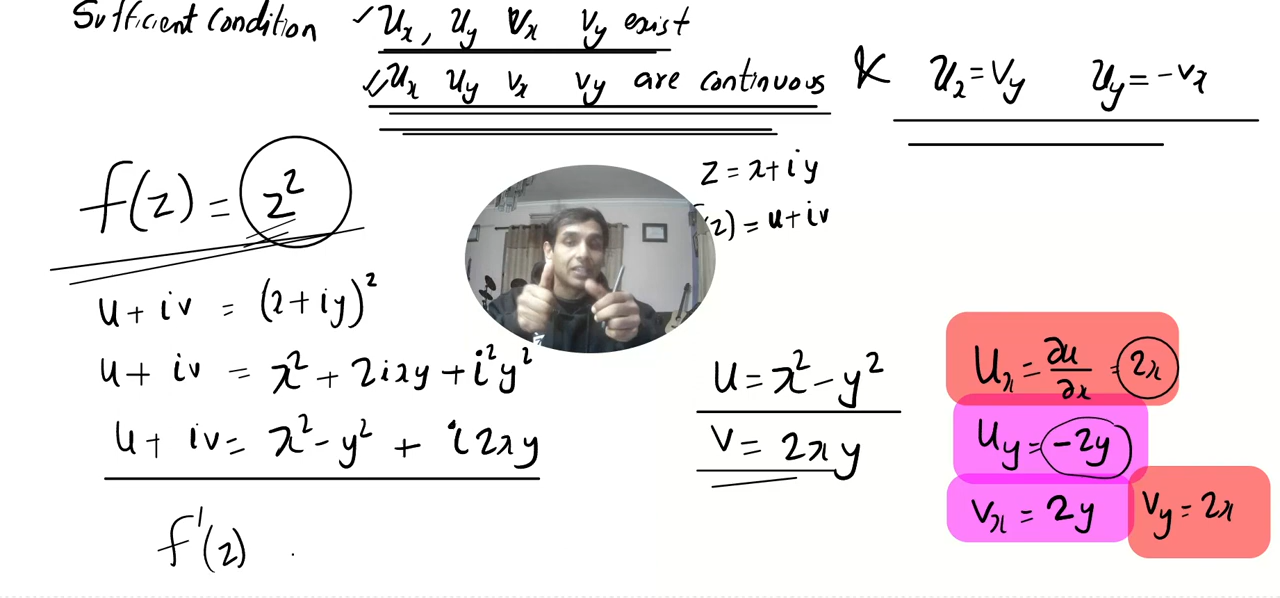 Sufficient Condition ✓ Ux, Uy Vx Vy exist
✓ Ux Uy Vx Vy are continuous & Ux = Vy Uy = -Vx
f(z) = z²
z = x + iy
(z) = u + iv
u + iv = (x + iy)²
u + iv = x² + 2ixy + i²y²
u + iv = x² - y² + i2xy
f'(z) .
U = x² - y²
V = 2xy
Ux = ∂u/∂x = 2x
Uy = -2y
Vx = 2y
Vy = 2x